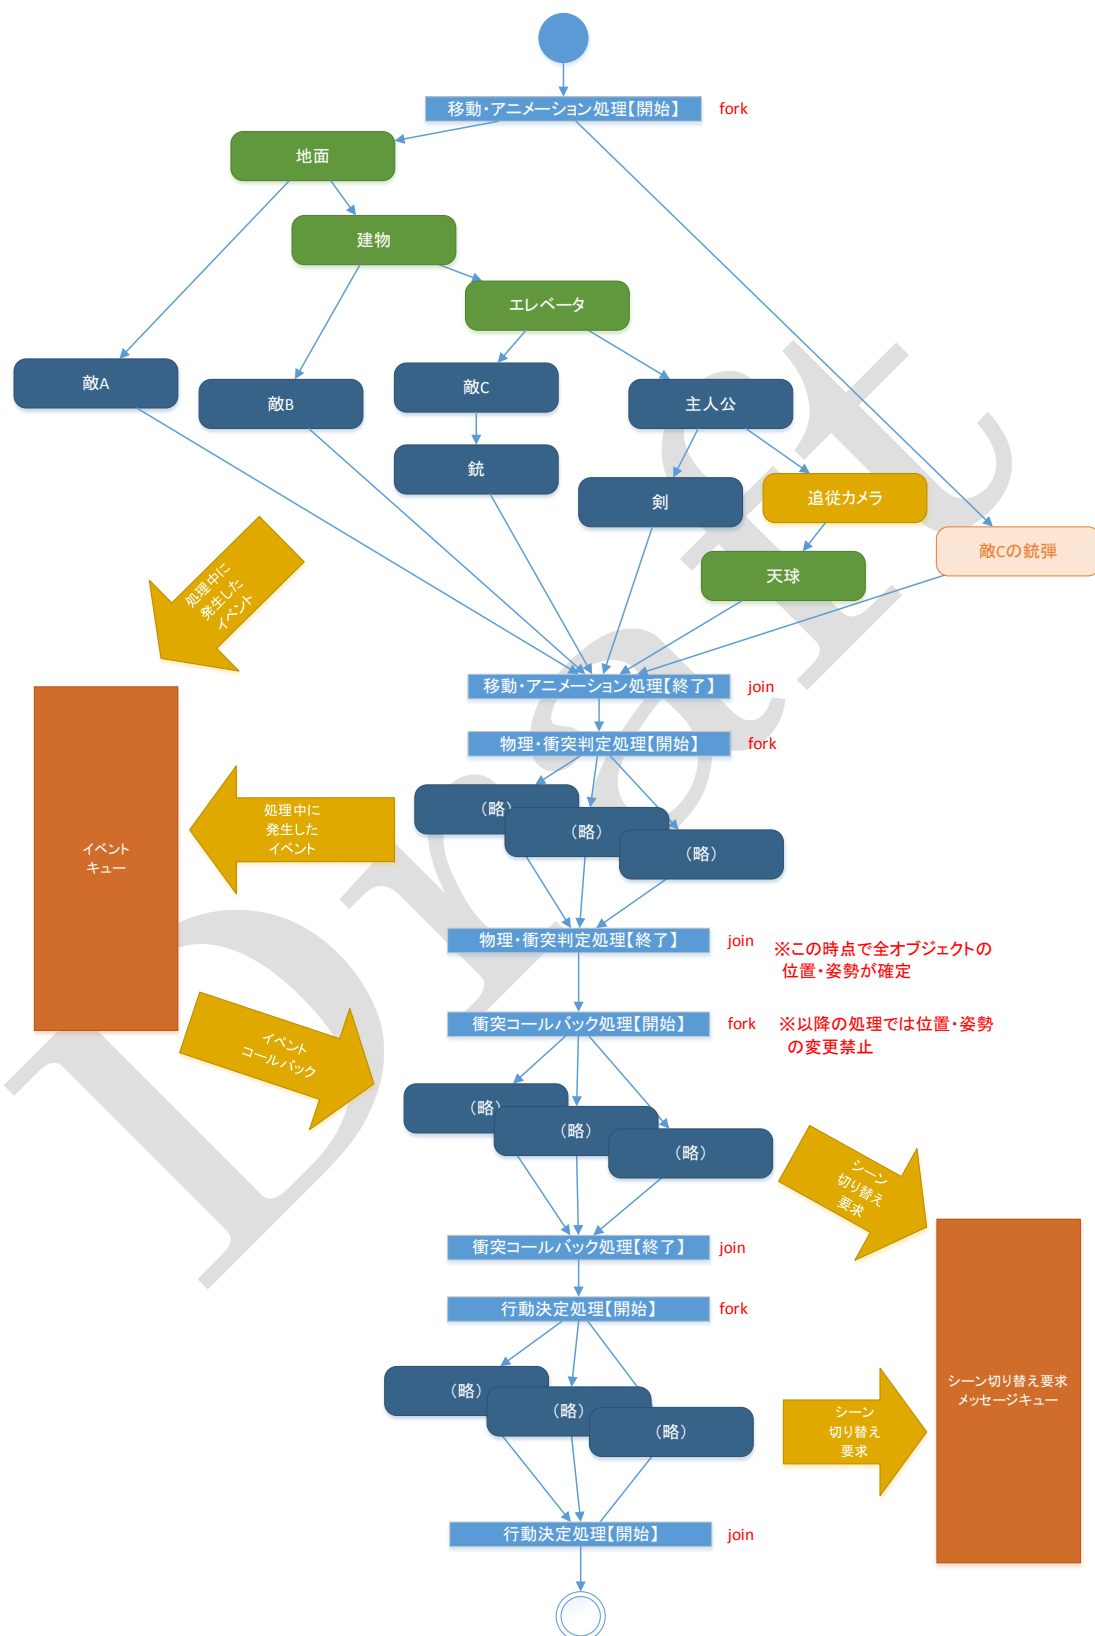 移動・アニメーション処理【開始】
fork
地面
建物
エレベータ
敵A
敵B
敵C
主人公
銃
剣
追従カメラ
天球
敵Cの銃弾
処理中に
発生した
イベント
移動・アニメーション処理【終了】
join
物理・衝突判定処理【開始】
fork
処理中に
発生した
イベント
（略）
（略）
（略）
イベント
キュー
物理・衝突判定処理【終了】
join
※この時点で全オブジェクトの
位置・姿勢が確定
衝突コールバック処理【開始】
fork
※以降の処理では位置・姿勢
の変更禁止
イベント
コールバック
（略）
（略）
（略）
シーン
切り替え
要求
衝突コールバック処理【終了】
join
行動決定処理【開始】
fork
（略）
（略）
（略）
シーン
切り替え
要求
シーン切り替え要求
メッセージキュー
行動決定処理【開始】
join
Draft